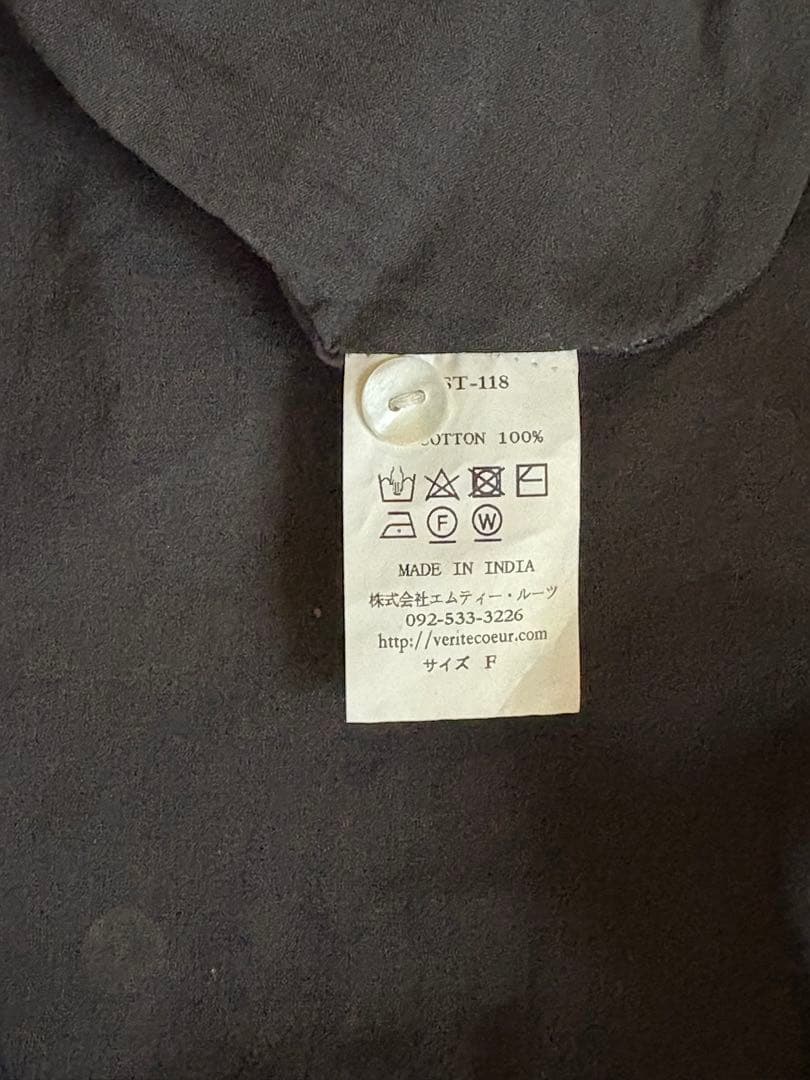 ST-118
COTTON 100%
F W
MADE IN INDIA
株式会社エムティー・ルーツ
092-533-3226
http://veritecoeur.com
サイズ F